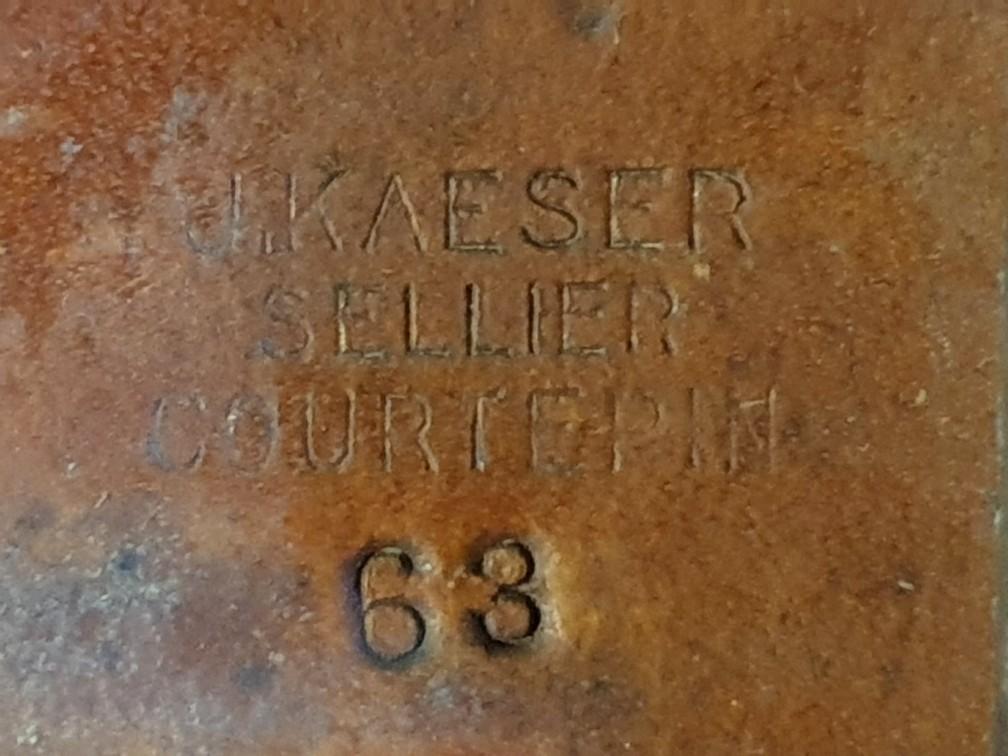 J.KAESER
SELLIER
COURTEPIN
63